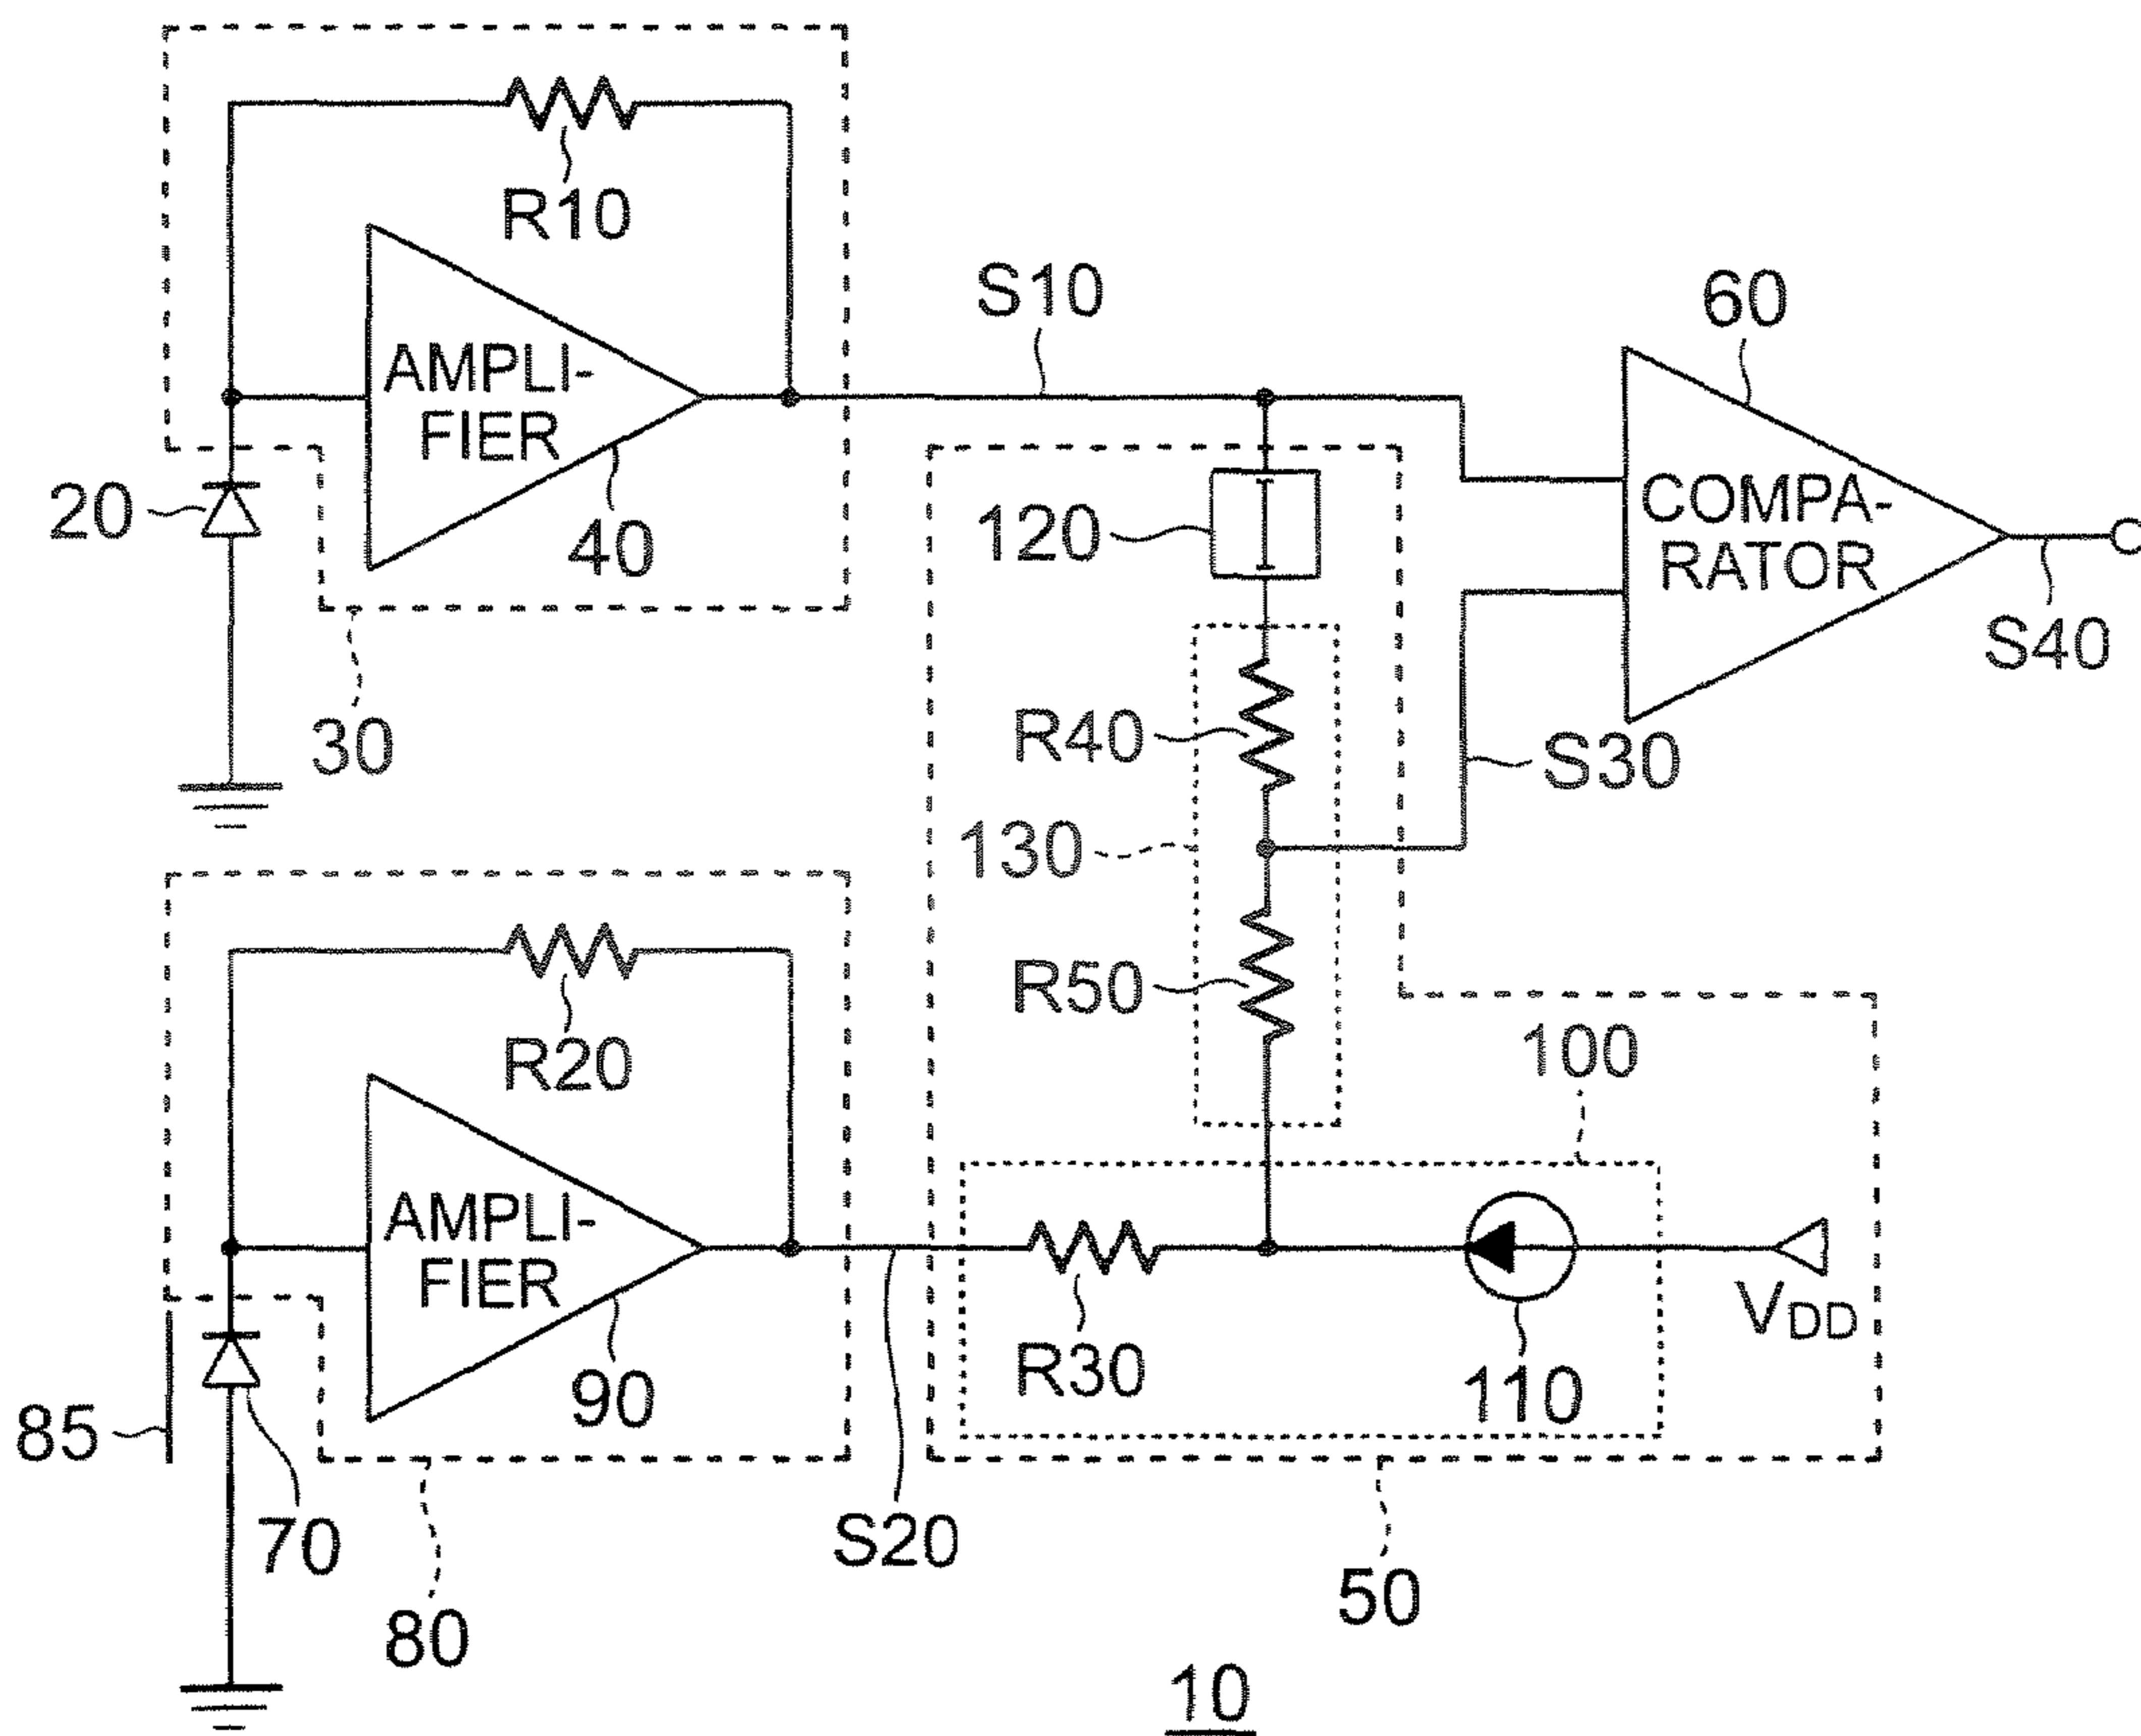 R10
AMPLI-
FIER
40
20
30
S10
60
COMPA-
RATOR
S40
120
R40
S30
130
R50
R20
AMPLI-
FIER
90
85
70
80
S20
100
R30
110
VDD
50
10